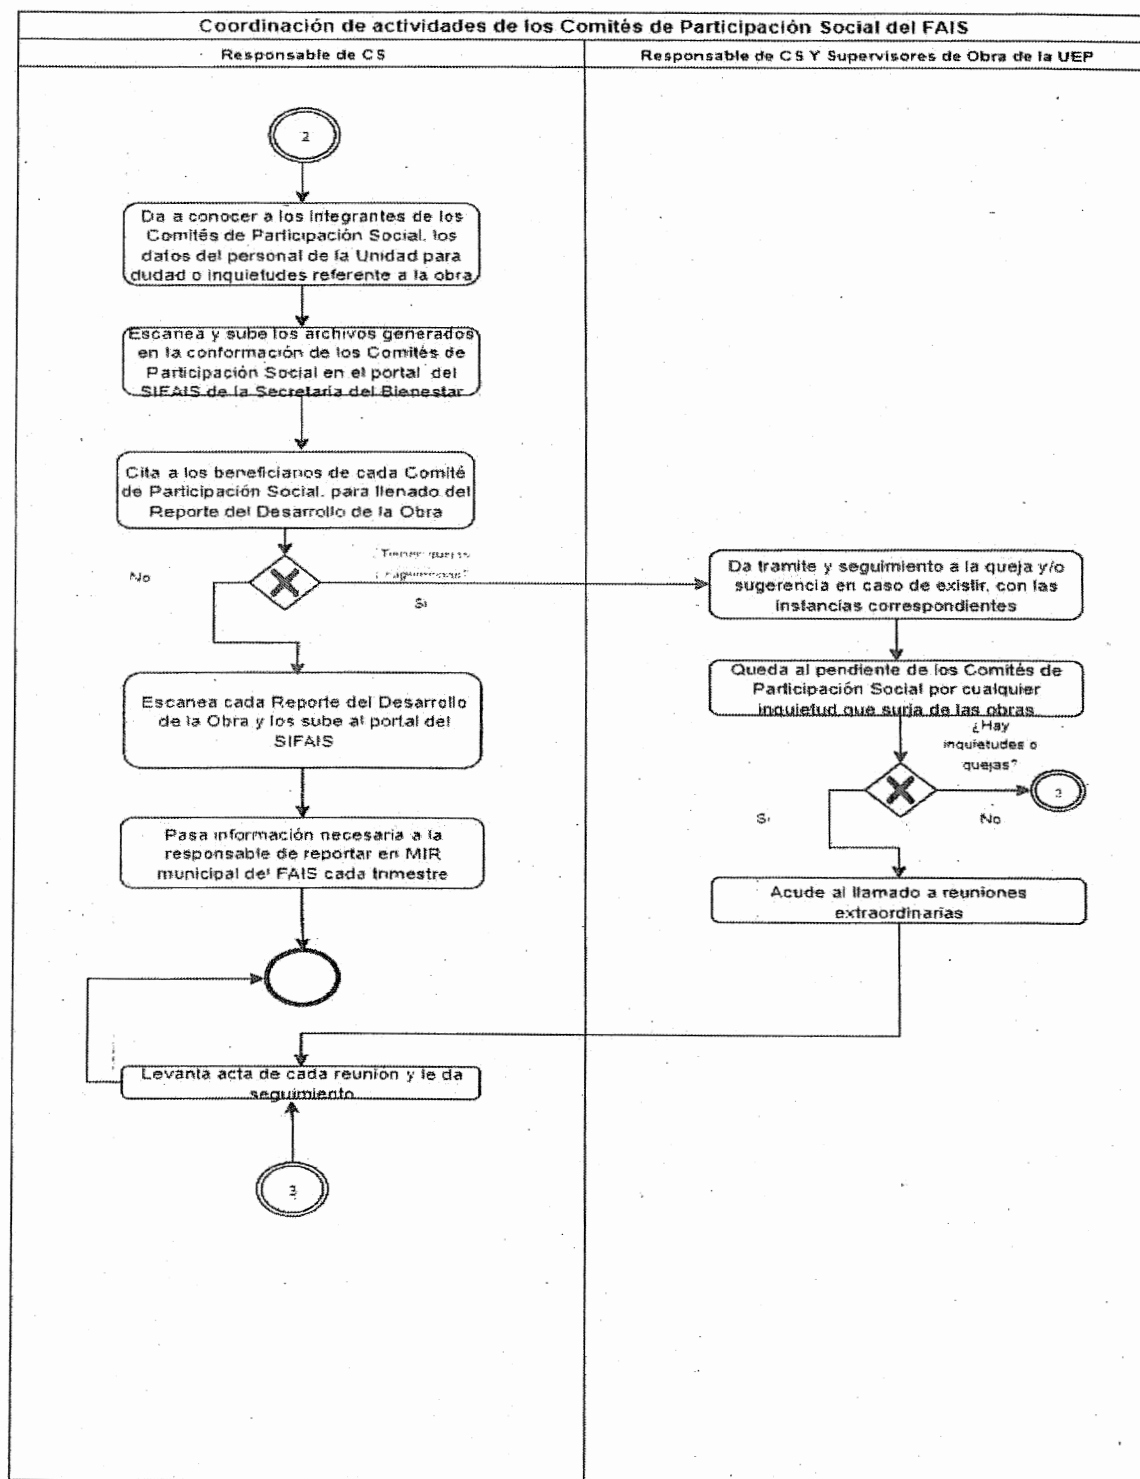 Coordinación de actividades de los Comités de Participación Social del FAIS
Responsable de CS
Responsable de CS Y Supervisores de Obra de la UEP
2
Da a conocer a los integrantes de los
Comités de Participación Social, los
datos del personal de la Unidad para
dudad o inquietudes referente a la obra
Escanea y sube los archivos generados
en la conformación de los Comités de
Participación Social en el portal del
SIFAIS de la Secretaria del Bienestar
Cita a los beneficiarios de cada Comité
de Participación Social, para llenado del
Reporte del Desarrollo de la Obra
No
Si
Da tramite y seguimiento a la queja y/o
sugerencia en caso de existir, con las
instancias correspondientes
Queda al pendiente de los Comités de
Participación Social por cualquier
inquietud que surja de las obras
¿Hay
inquietudes o
quejas?
Si
No
3
Escanea cada Reporte del Desarrollo
de la Obra y los sube al portal del
SIFAIS
Pasa información necesaria a la
responsable de reportar en MIR
municipal del FAIS cada trimestre
Acude al llamado a reuniones
extraordinarias
Levanta acta de cada reunion y le da
seguimiento
3